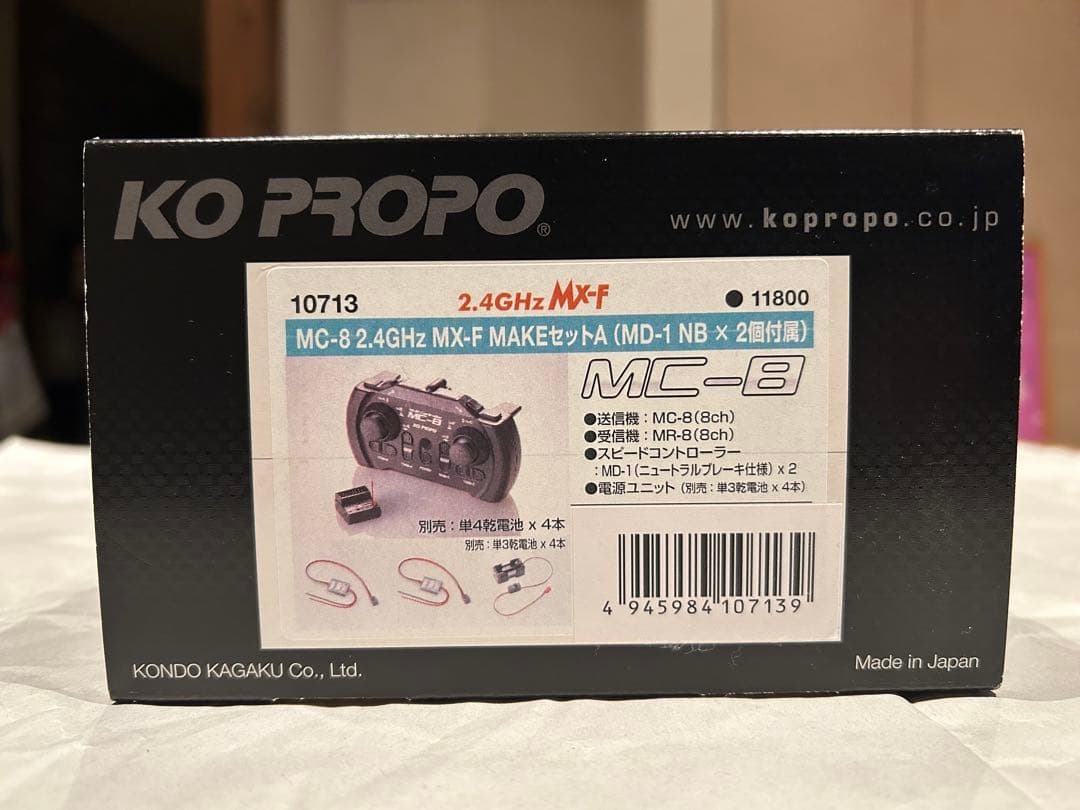 KO PROPO®
www.kopropo.co.jp
10713
2.4GHz MX-F
● 11800
MC-8 2.4GHz MX-F MAKEセットA（MD-1 NB × 2個付属）
MC-8
●送信機：MC-8（8ch）
●受信機：MR-8（8ch）
●スピードコントローラー
：MD-1（ニュートラルブレーキ仕様）x 2
●電源ユニット（別売：単3乾電池 x 4本）
MC-8
KO PROPO
別売：単4乾電池 x 4本
別売：単3乾電池 x 4本
4 945984 107139
KONDO KAGAKU Co., Ltd.
Made in Japan